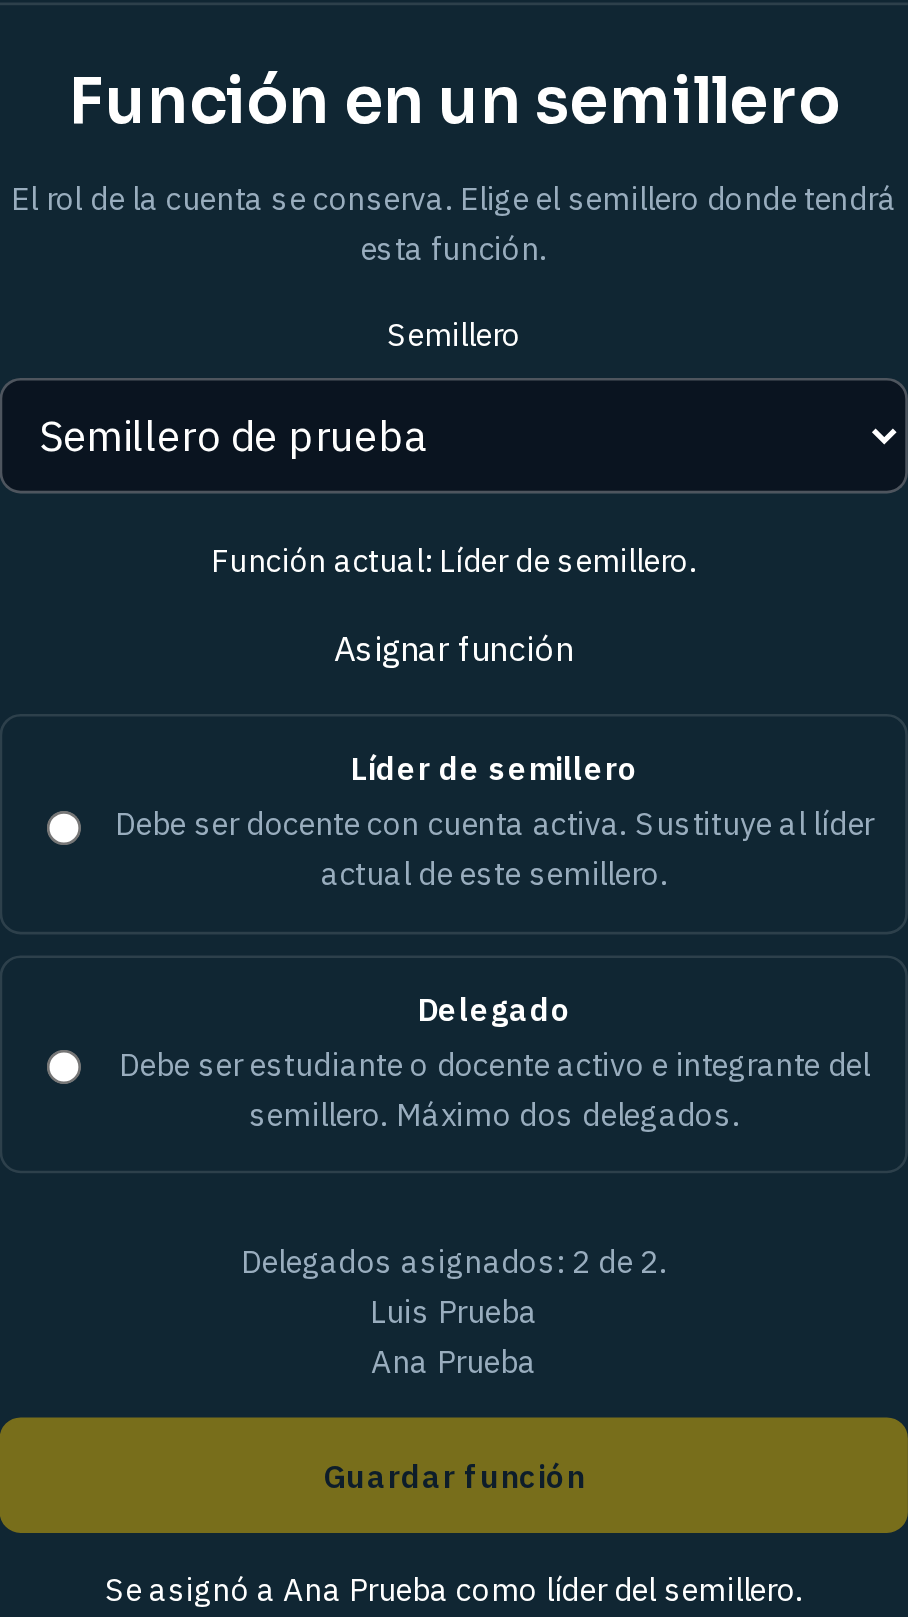 Función en un semillero
El rol de la cuenta se conserva. Elige el semillero donde tendrá
esta función.
Semillero
Semillero de prueba
Función actual: Líder de semillero.
Asignar función
Líder de semillero
Debe ser docente con cuenta activa. Sustituye al líder
actual de este semillero.
Delegado
Debe ser estudiante o docente activo e integrante del
semillero. Máximo dos delegados.
Delegados asignados: 2 de 2.
Luis Prueba
Ana Prueba
Guardar función
Se asignó a Ana Prueba como líder del semillero.